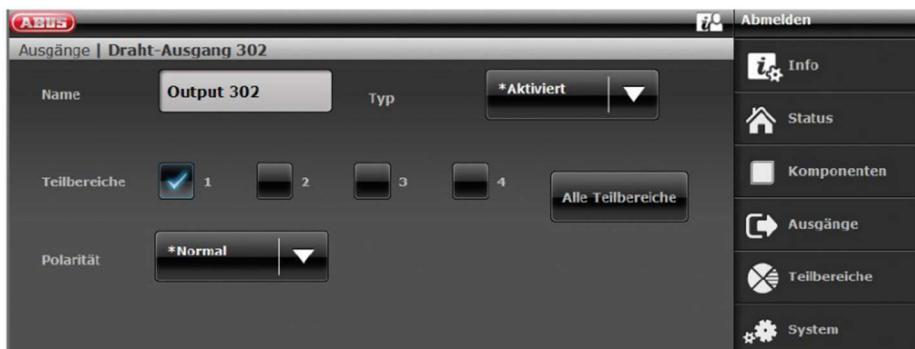 ABUS
Ausgänge | Draht-Ausgang 302
Name
Output 302
Typ
*Aktiviert
Teilbereiche
1
2
3
4
Alle Teilbereiche
Polarität
*Normal
Abmelden
Info
Status
Komponenten
Ausgänge
Teilbereiche
System